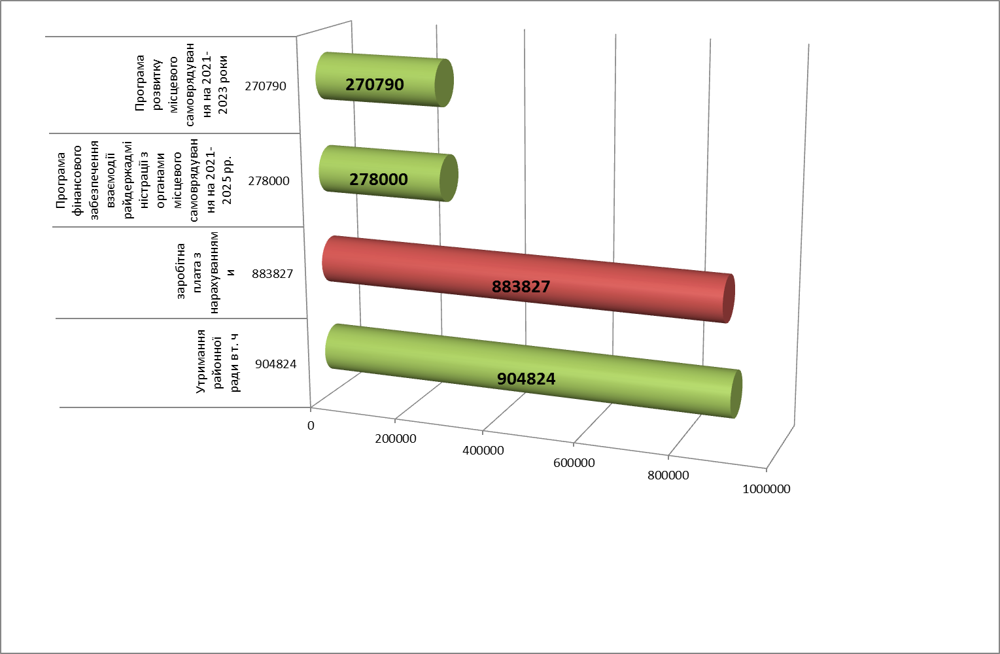 Програма
розвитку
місцевого
самоврядуван
ня на 2021-
2023 роки
270790
270790
Програма
фінансового
забезпечення
взаємодії
райдержадмі
ністрації з
органами
місцевого
самоврядуван
ня на 2021-
2025 рр.
278000
278000
заробітна
плата з
нарахуванням
и
883827
883827
Утримання
районної
ради в т. ч
904824
904824
0
200000
400000
600000
800000
1000000